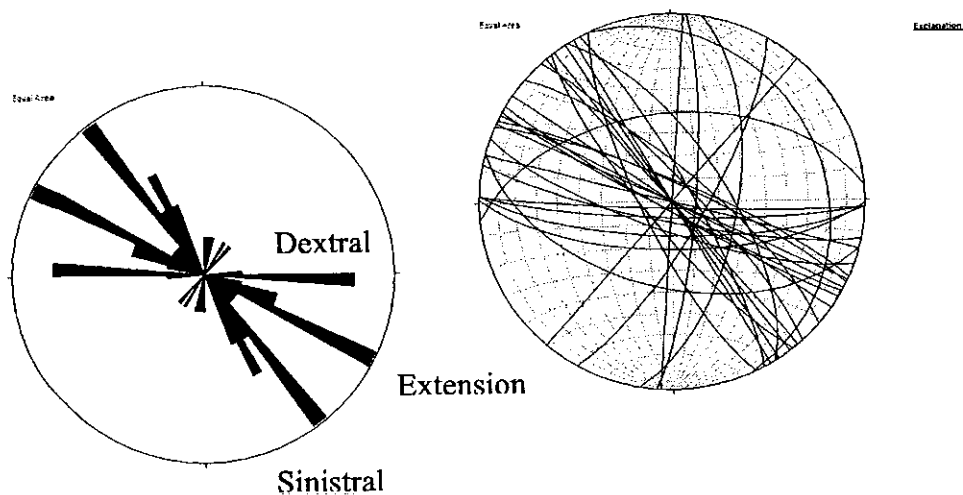 Equal Area
Explanation
Equal Area
Dextral
Extension
Sinistral